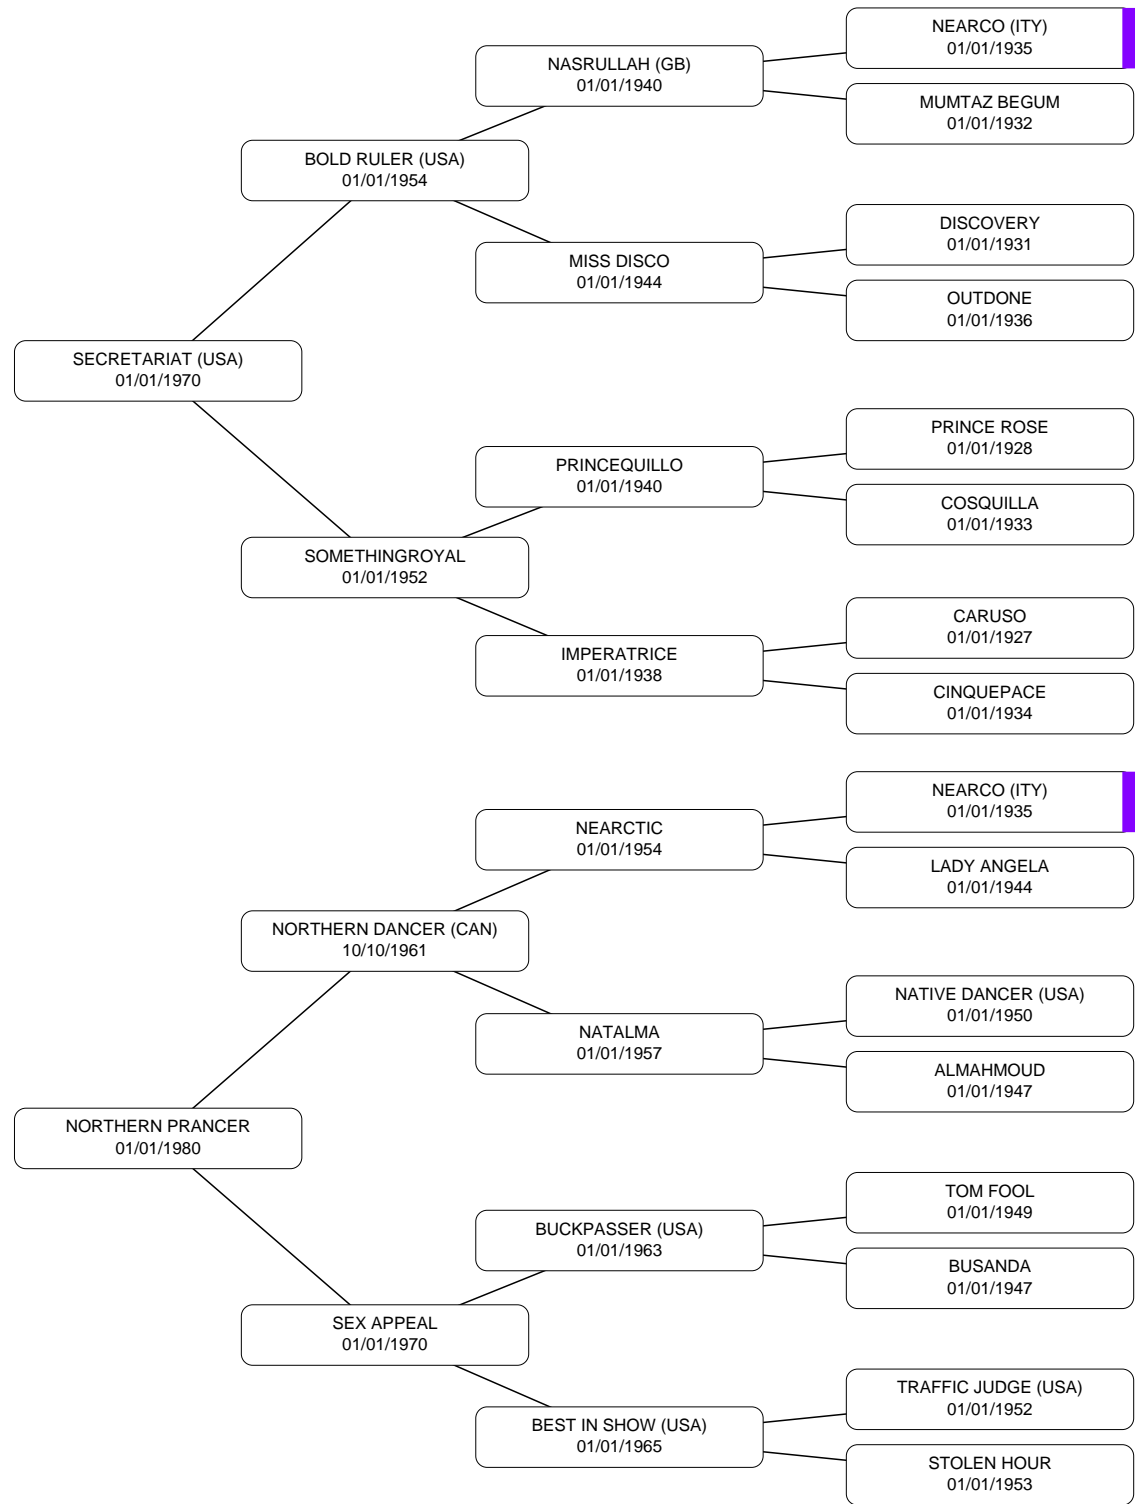 NEARCO (ITY)
01/01/1935
NASRULLAH (GB)
01/01/1940
MUMTAZ BEGUM
01/01/1932
BOLD RULER (USA)
01/01/1954
DISCOVERY
01/01/1931
MISS DISCO
01/01/1944
OUTDONE
01/01/1936
SECRETARIAT (USA)
01/01/1970
PRINCE ROSE
01/01/1928
PRINCEQUILLO
01/01/1940
COSQUILLA
01/01/1933
SOMETHINGROYAL
01/01/1952
CARUSO
01/01/1927
IMPERATRICE
01/01/1938
CINQUEPACE
01/01/1934
NEARCO (ITY)
01/01/1935
NEARCTIC
01/01/1954
LADY ANGELA
01/01/1944
NORTHERN DANCER (CAN)
10/10/1961
NATIVE DANCER (USA)
01/01/1950
NATALMA
01/01/1957
ALMAHMOUD
01/01/1947
NORTHERN PRANCER
01/01/1980
TOM FOOL
01/01/1949
BUCKPASSER (USA)
01/01/1963
BUSANDA
01/01/1947
SEX APPEAL
01/01/1970
TRAFFIC JUDGE (USA)
01/01/1952
BEST IN SHOW (USA)
01/01/1965
STOLEN HOUR
01/01/1953